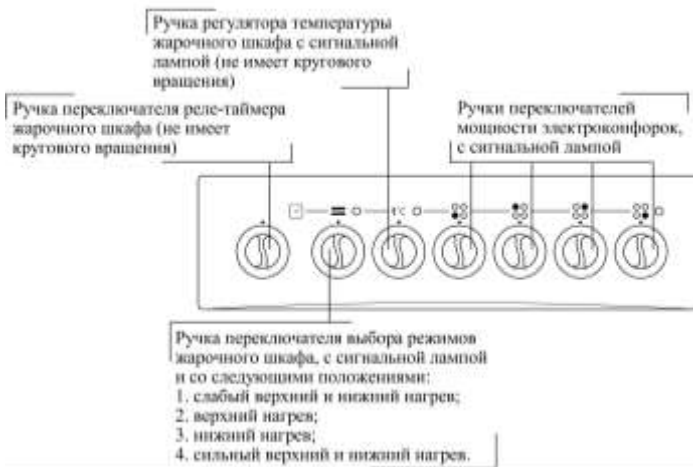 Ручка регулятора температуры
жарочного шкафа с сигнальной
лампой (не имеет кругового
вращения)
Ручка переключателя реле-таймера
жарочного шкафа (не имеет
кругового вращения)
Ручки переключателей
мощности электроконфорок,
с сигнальной лампой
t°C
Ручка переключателя выбора режимов
жарочного шкафа, с сигнальной лампой
и со следующими положениями:
1. слабый верхний и нижний нагрев;
2. верхний нагрев;
3. нижний нагрев;
4. сильный верхний и нижний нагрев.